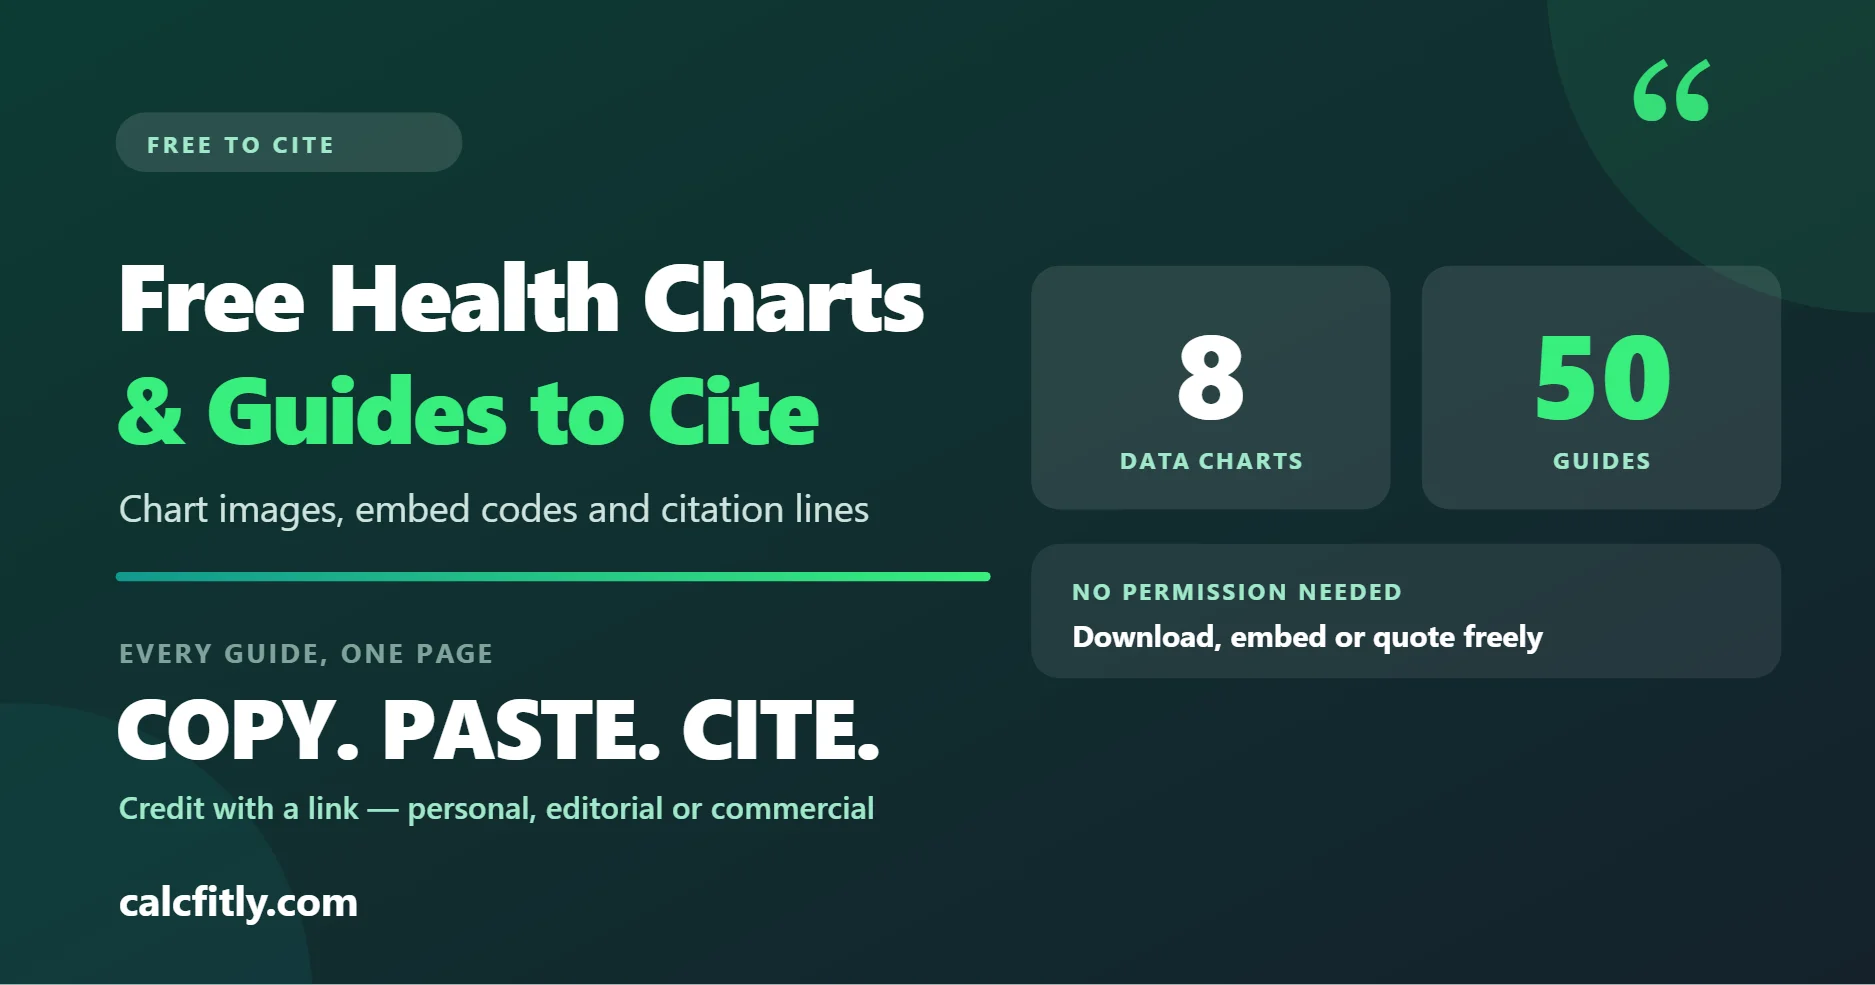 “
FREE TO CITE
Free Health Charts
& Guides to Cite
Chart images, embed codes and citation lines
EVERY GUIDE, ONE PAGE
COPY. PASTE. CITE.
Credit with a link — personal, editorial or commercial
calcfitly.com
8
DATA CHARTS
50
GUIDES
NO PERMISSION NEEDED
Download, embed or quote freely